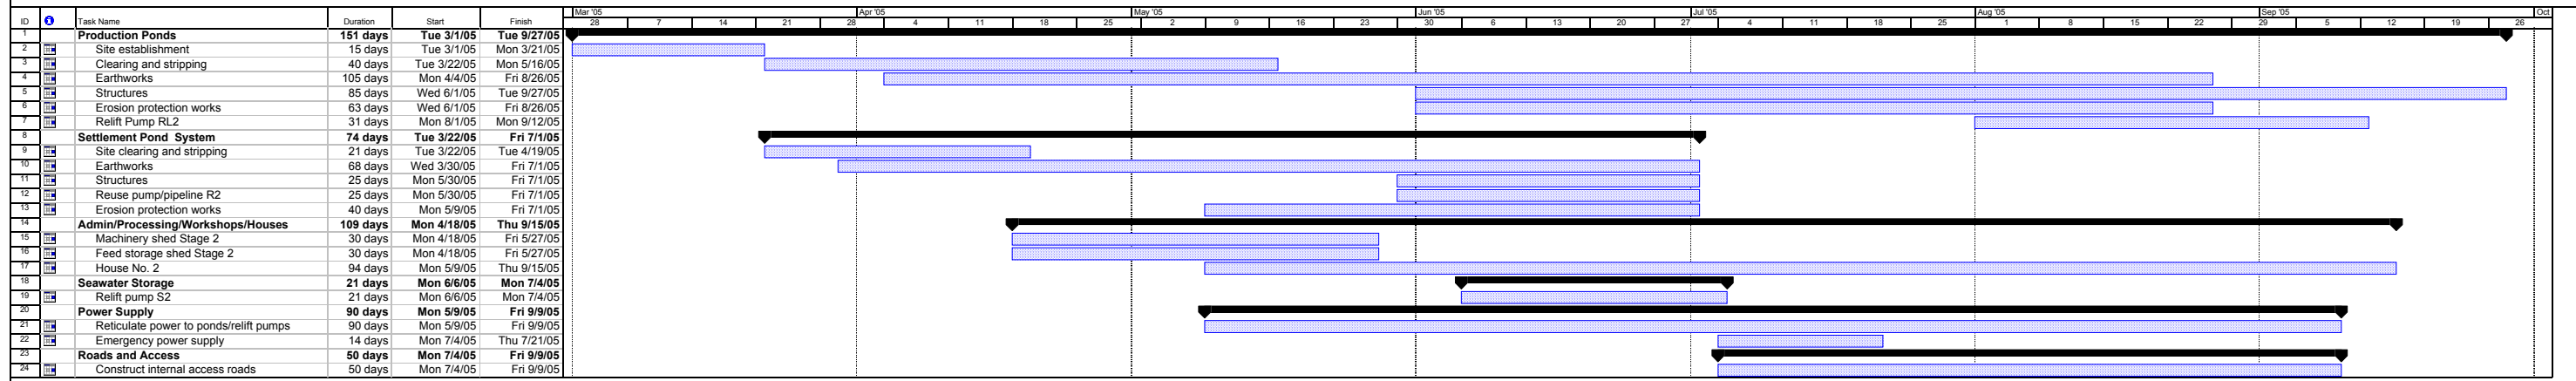 Mar '05 Apr '05 May '05 Jun '05 Jul '05 Aug '05 Sep '05 Oct
ID Task Name Duration Start Finish 28 7 14 21 28 4 11 18 25 2 9 16 23 30 6 13 20 27 4 11 18 25 1 8 15 22 29 5 12 19 26
1 Production Ponds 151 days Tue 3/1/05 Tue 9/27/05
2 Site establishment 15 days Tue 3/1/05 Mon 3/21/05
3 Clearing and stripping 40 days Tue 3/22/05 Mon 5/16/05
4 Earthworks 105 days Mon 4/4/05 Fri 8/26/05
5 Structures 85 days Wed 6/1/05 Tue 9/27/05
6 Erosion protection works 63 days Wed 6/1/05 Fri 8/26/05
7 Relift Pump RL2 31 days Mon 8/1/05 Mon 9/12/05
8 Settlement Pond System 74 days Tue 3/22/05 Fri 7/1/05
9 Site clearing and stripping 21 days Tue 3/22/05 Tue 4/19/05
10 Earthworks 68 days Wed 3/30/05 Fri 7/1/05
11 Structures 25 days Mon 5/30/05 Fri 7/1/05
12 Reuse pump/pipeline R2 25 days Mon 5/30/05 Fri 7/1/05
13 Erosion protection works 40 days Mon 5/9/05 Fri 7/1/05
14 Admin/Processing/Workshops/Houses 109 days Mon 4/18/05 Thu 9/15/05
15 Machinery shed Stage 2 30 days Mon 4/18/05 Fri 5/27/05
16 Feed storage shed Stage 2 30 days Mon 4/18/05 Fri 5/27/05
17 House No. 2 94 days Mon 5/9/05 Thu 9/15/05
18 Seawater Storage 21 days Mon 6/6/05 Mon 7/4/05
19 Relift pump S2 21 days Mon 6/6/05 Mon 7/4/05
20 Power Supply 90 days Mon 5/9/05 Fri 9/9/05
21 Reticulate power to ponds/relift pumps 90 days Mon 5/9/05 Fri 9/9/05
22 Emergency power supply 14 days Mon 7/4/05 Thu 7/21/05
23 Roads and Access 50 days Mon 7/4/05 Fri 9/9/05
24 Construct internal access roads 50 days Mon 7/4/05 Fri 9/9/05